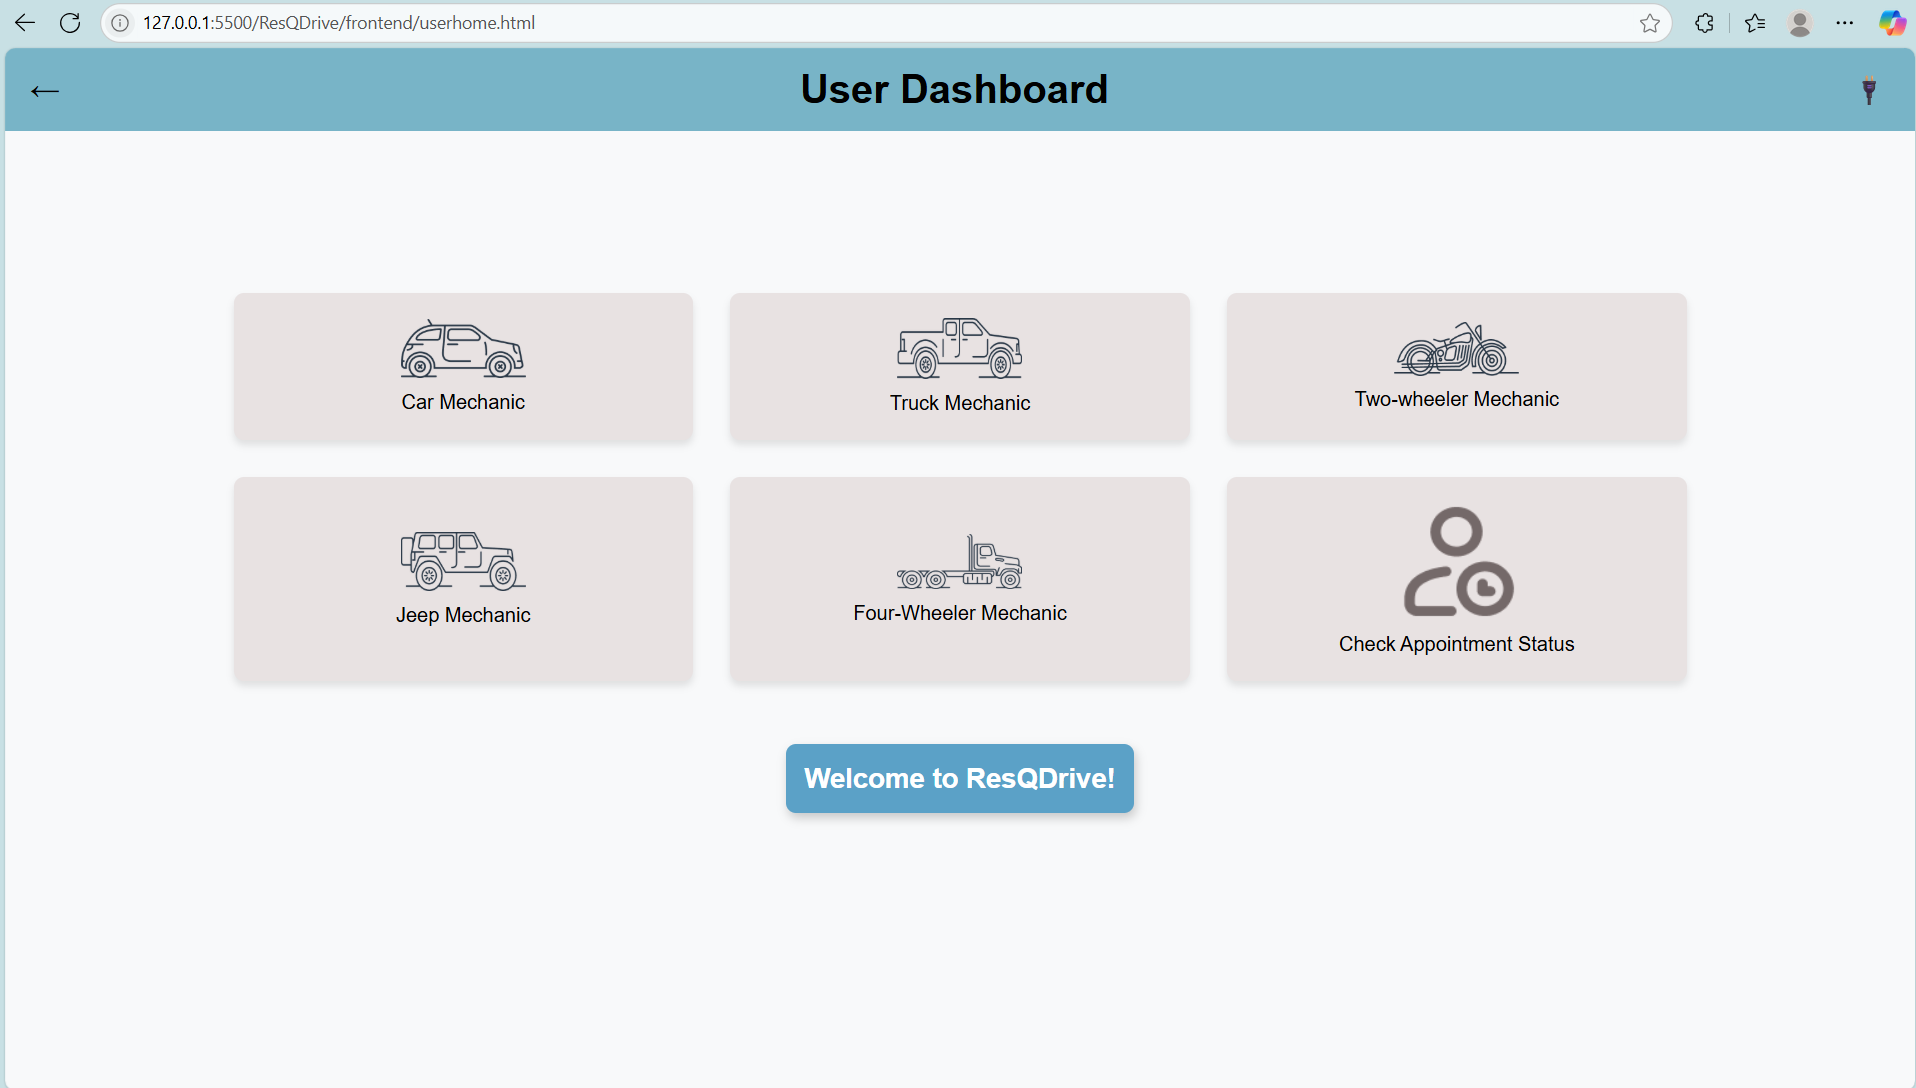 127.0.0.1:5500/ResQDrive/frontend/userhome.html
User Dashboard
Car Mechanic
Truck Mechanic
Two-wheeler Mechanic
Jeep Mechanic
Four-Wheeler Mechanic
Check Appointment Status
Welcome to ResQDrive!